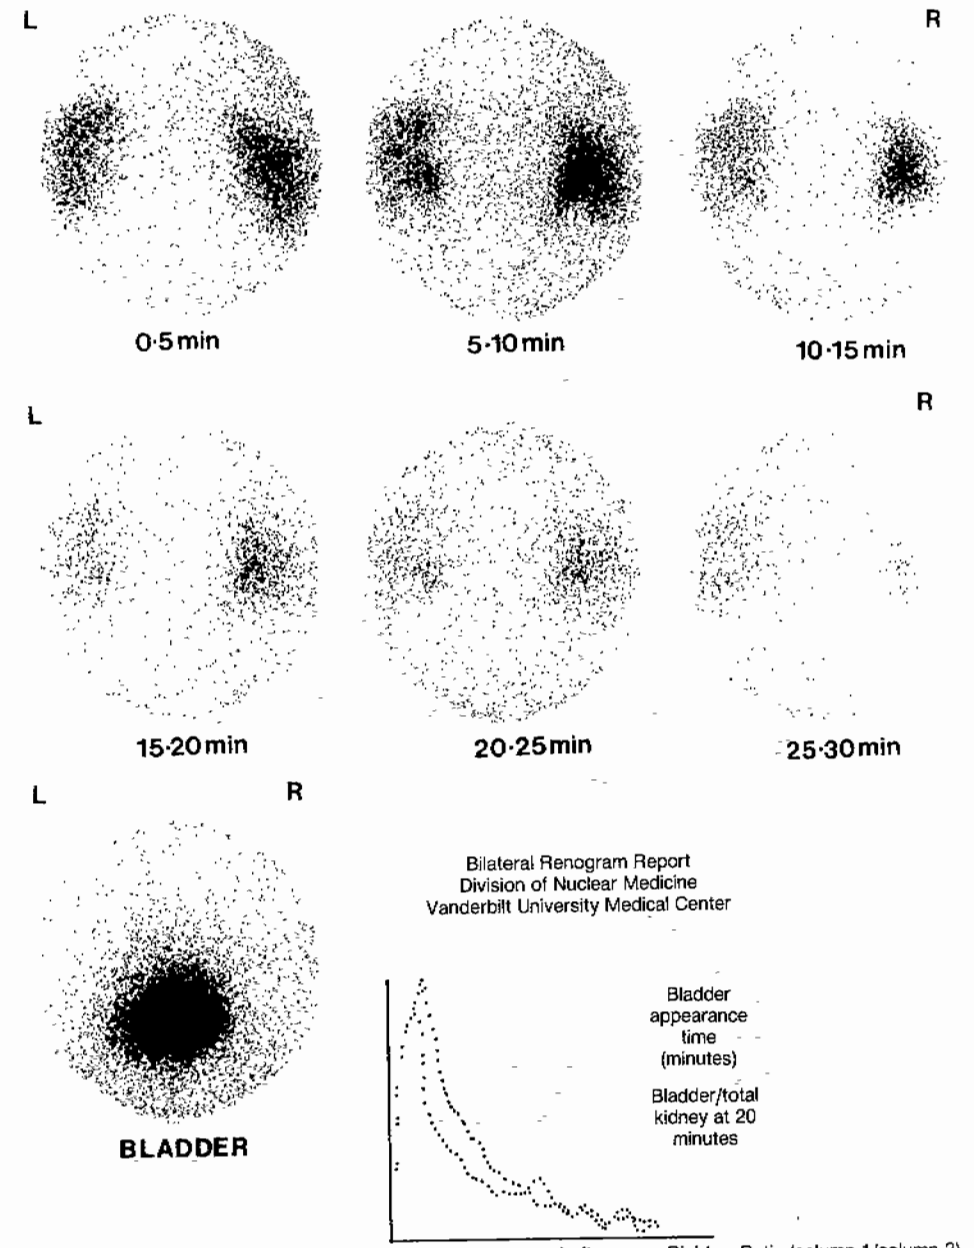 L
R
0·5 min
5·10 min
10·15 min
L
R
15·20 min
20·25 min
25·30 min
L
R
BLADDER
Bilateral Renogram Report
Division of Nuclear Medicine
Vanderbilt University Medical Center
Bladder
appearance
time
(minutes)
Bladder/total
kidney at 20
minutes